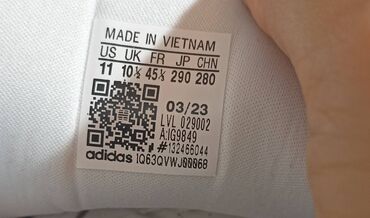 MADE IN VIETNAM
US UK FR JP CHN
11 10½ 45⅓ 290 280
03/23
LVL 029002
A:IG9849
#132466044
adidas 1Q63QVWJ00068